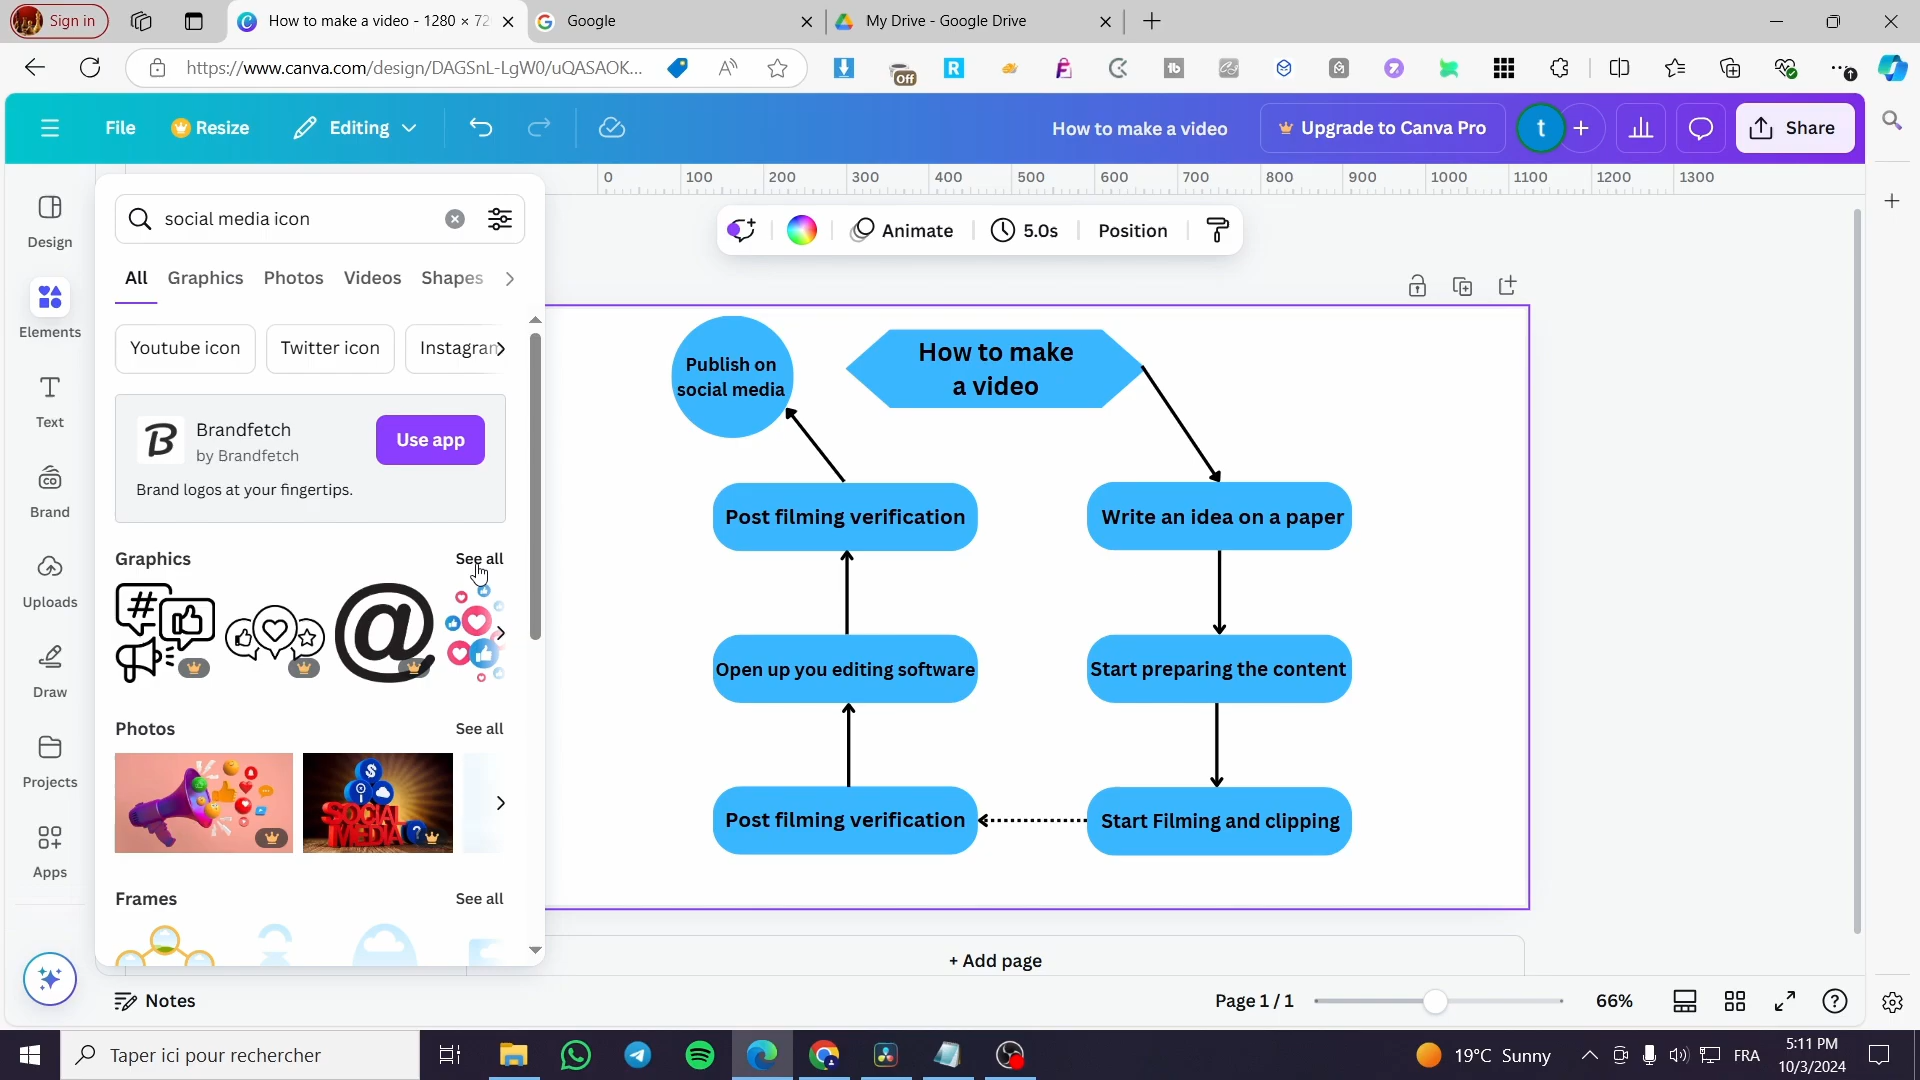 Sign in
How to make a video - 1280 × 72
Google
My Drive - Google Drive
https://www.canva.com/design/DAGSnL-LgW0/uQASAOK...
Off
File
Resize
Editing
How to make a video
Upgrade to Canva Pro
t
Share
0 100 200 300 400 500 600 700 800 900 1000 1100 1200 1300
Design
Elements
Text
Brand
Uploads
Draw
Projects
Apps
social media icon
All Graphics Photos Videos Shapes
Youtube icon
Twitter icon
Instagram
Brandfetch
by Brandfetch
Use app
Brand logos at your fingertips.
Graphics
See all
Photos
See all
SOCIAL
MEDIA
Frames
See all
Animate
5.0s
Position
Publish on
social media
How to make
a video
Post filming verification
Write an idea on a paper
Open up you editing software
Start preparing the content
Post filming verification
Start Filming and clipping
+ Add page
Notes
Page 1 / 1
66%
Taper ici pour rechercher
19°C Sunny
FRA
5:11 PM
10/3/2024